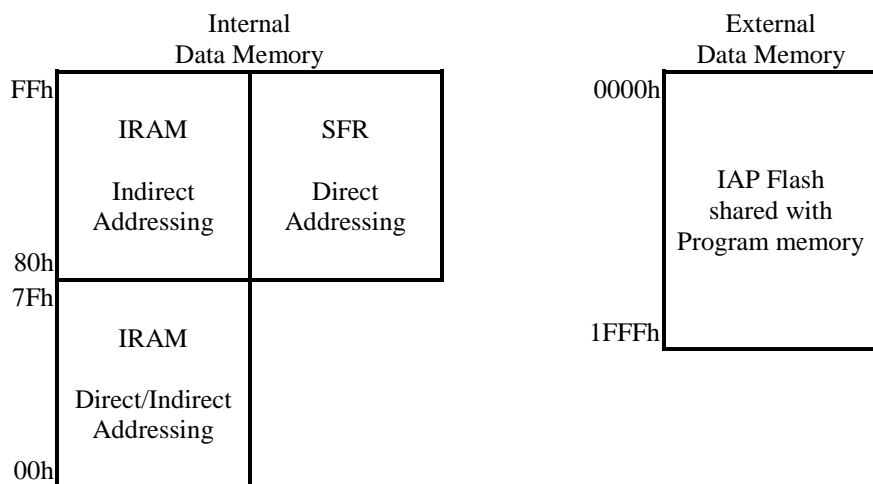 Internal
Data Memory
FFh
IRAM
Indirect
Addressing
SFR
Direct
Addressing
80h
7Fh
IRAM
Direct/Indirect
Addressing
00h
External
Data Memory
0000h
IAP Flash
shared with
Program memory
1FFFh